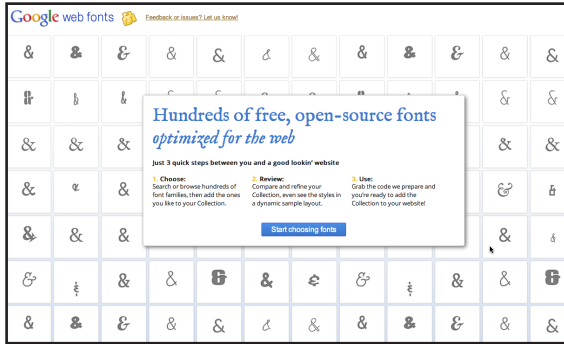 Google web fonts Feedback or issues? Let us know!
& & & & & & & & & & & &
& & & & & & & & & & & &
Hundreds of free, open-source fonts
optimized for the web
Just 3 quick steps between you and a good lookin' website
1. Choose:
Search or browse hundreds of
font families, then add the ones
you like to your Collection.
2. Review:
Compare and refine your
Collection, even see the styles in
a dynamic sample layout.
3. Use:
Grab the code we prepare and
you're ready to add the
Collection to your website!
Start choosing fonts
& & & & &
& & & & &
& & & & &
& & & & & & & & & & & &
& & & & & & & & & & & &